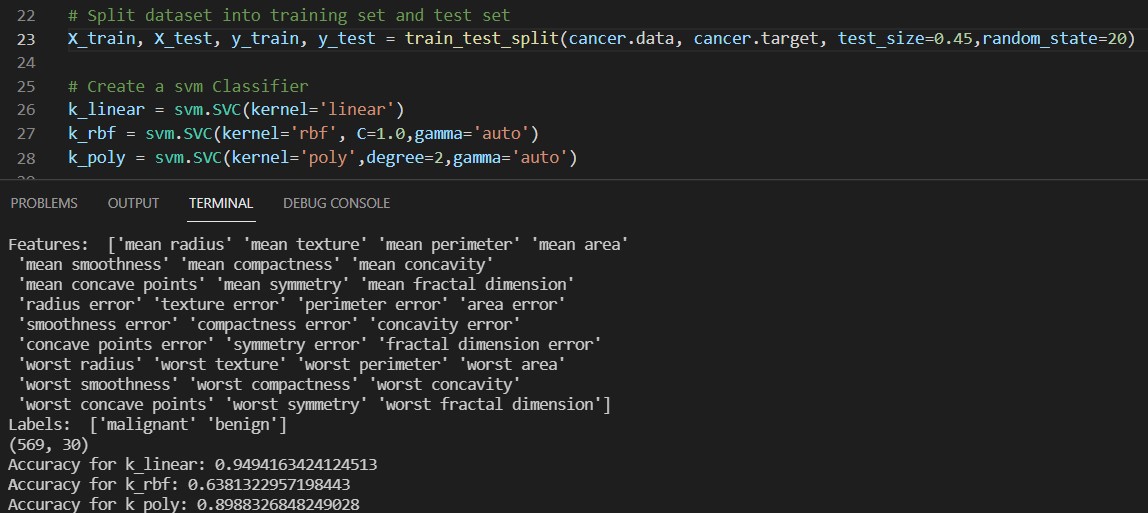 22 # Split dataset into training set and test set
23 X_train, X_test, y_train, y_test = train_test_split(cancer.data, cancer.target, test_size=0.45,random_state=20)
24
25 # Create a svm Classifier
26 k_linear = svm.SVC(kernel='linear')
27 k_rbf = svm.SVC(kernel='rbf', C=1.0,gamma='auto')
28 k_poly = svm.SVC(kernel='poly',degree=2,gamma='auto')
PROBLEMS OUTPUT TERMINAL DEBUG CONSOLE
Features:  ['mean radius' 'mean texture' 'mean perimeter' 'mean area'
 'mean smoothness' 'mean compactness' 'mean concavity'
 'mean concave points' 'mean symmetry' 'mean fractal dimension'
 'radius error' 'texture error' 'perimeter error' 'area error'
 'smoothness error' 'compactness error' 'concavity error'
 'concave points error' 'symmetry error' 'fractal dimension error'
 'worst radius' 'worst texture' 'worst perimeter' 'worst area'
 'worst smoothness' 'worst compactness' 'worst concavity'
 'worst concave points' 'worst symmetry' 'worst fractal dimension']
Labels:  ['malignant' 'benign']
(569, 30)
Accuracy for k_linear: 0.9494163424124513
Accuracy for k_rbf: 0.6381322957198443
Accuracy for k_poly: 0.8988326848249028